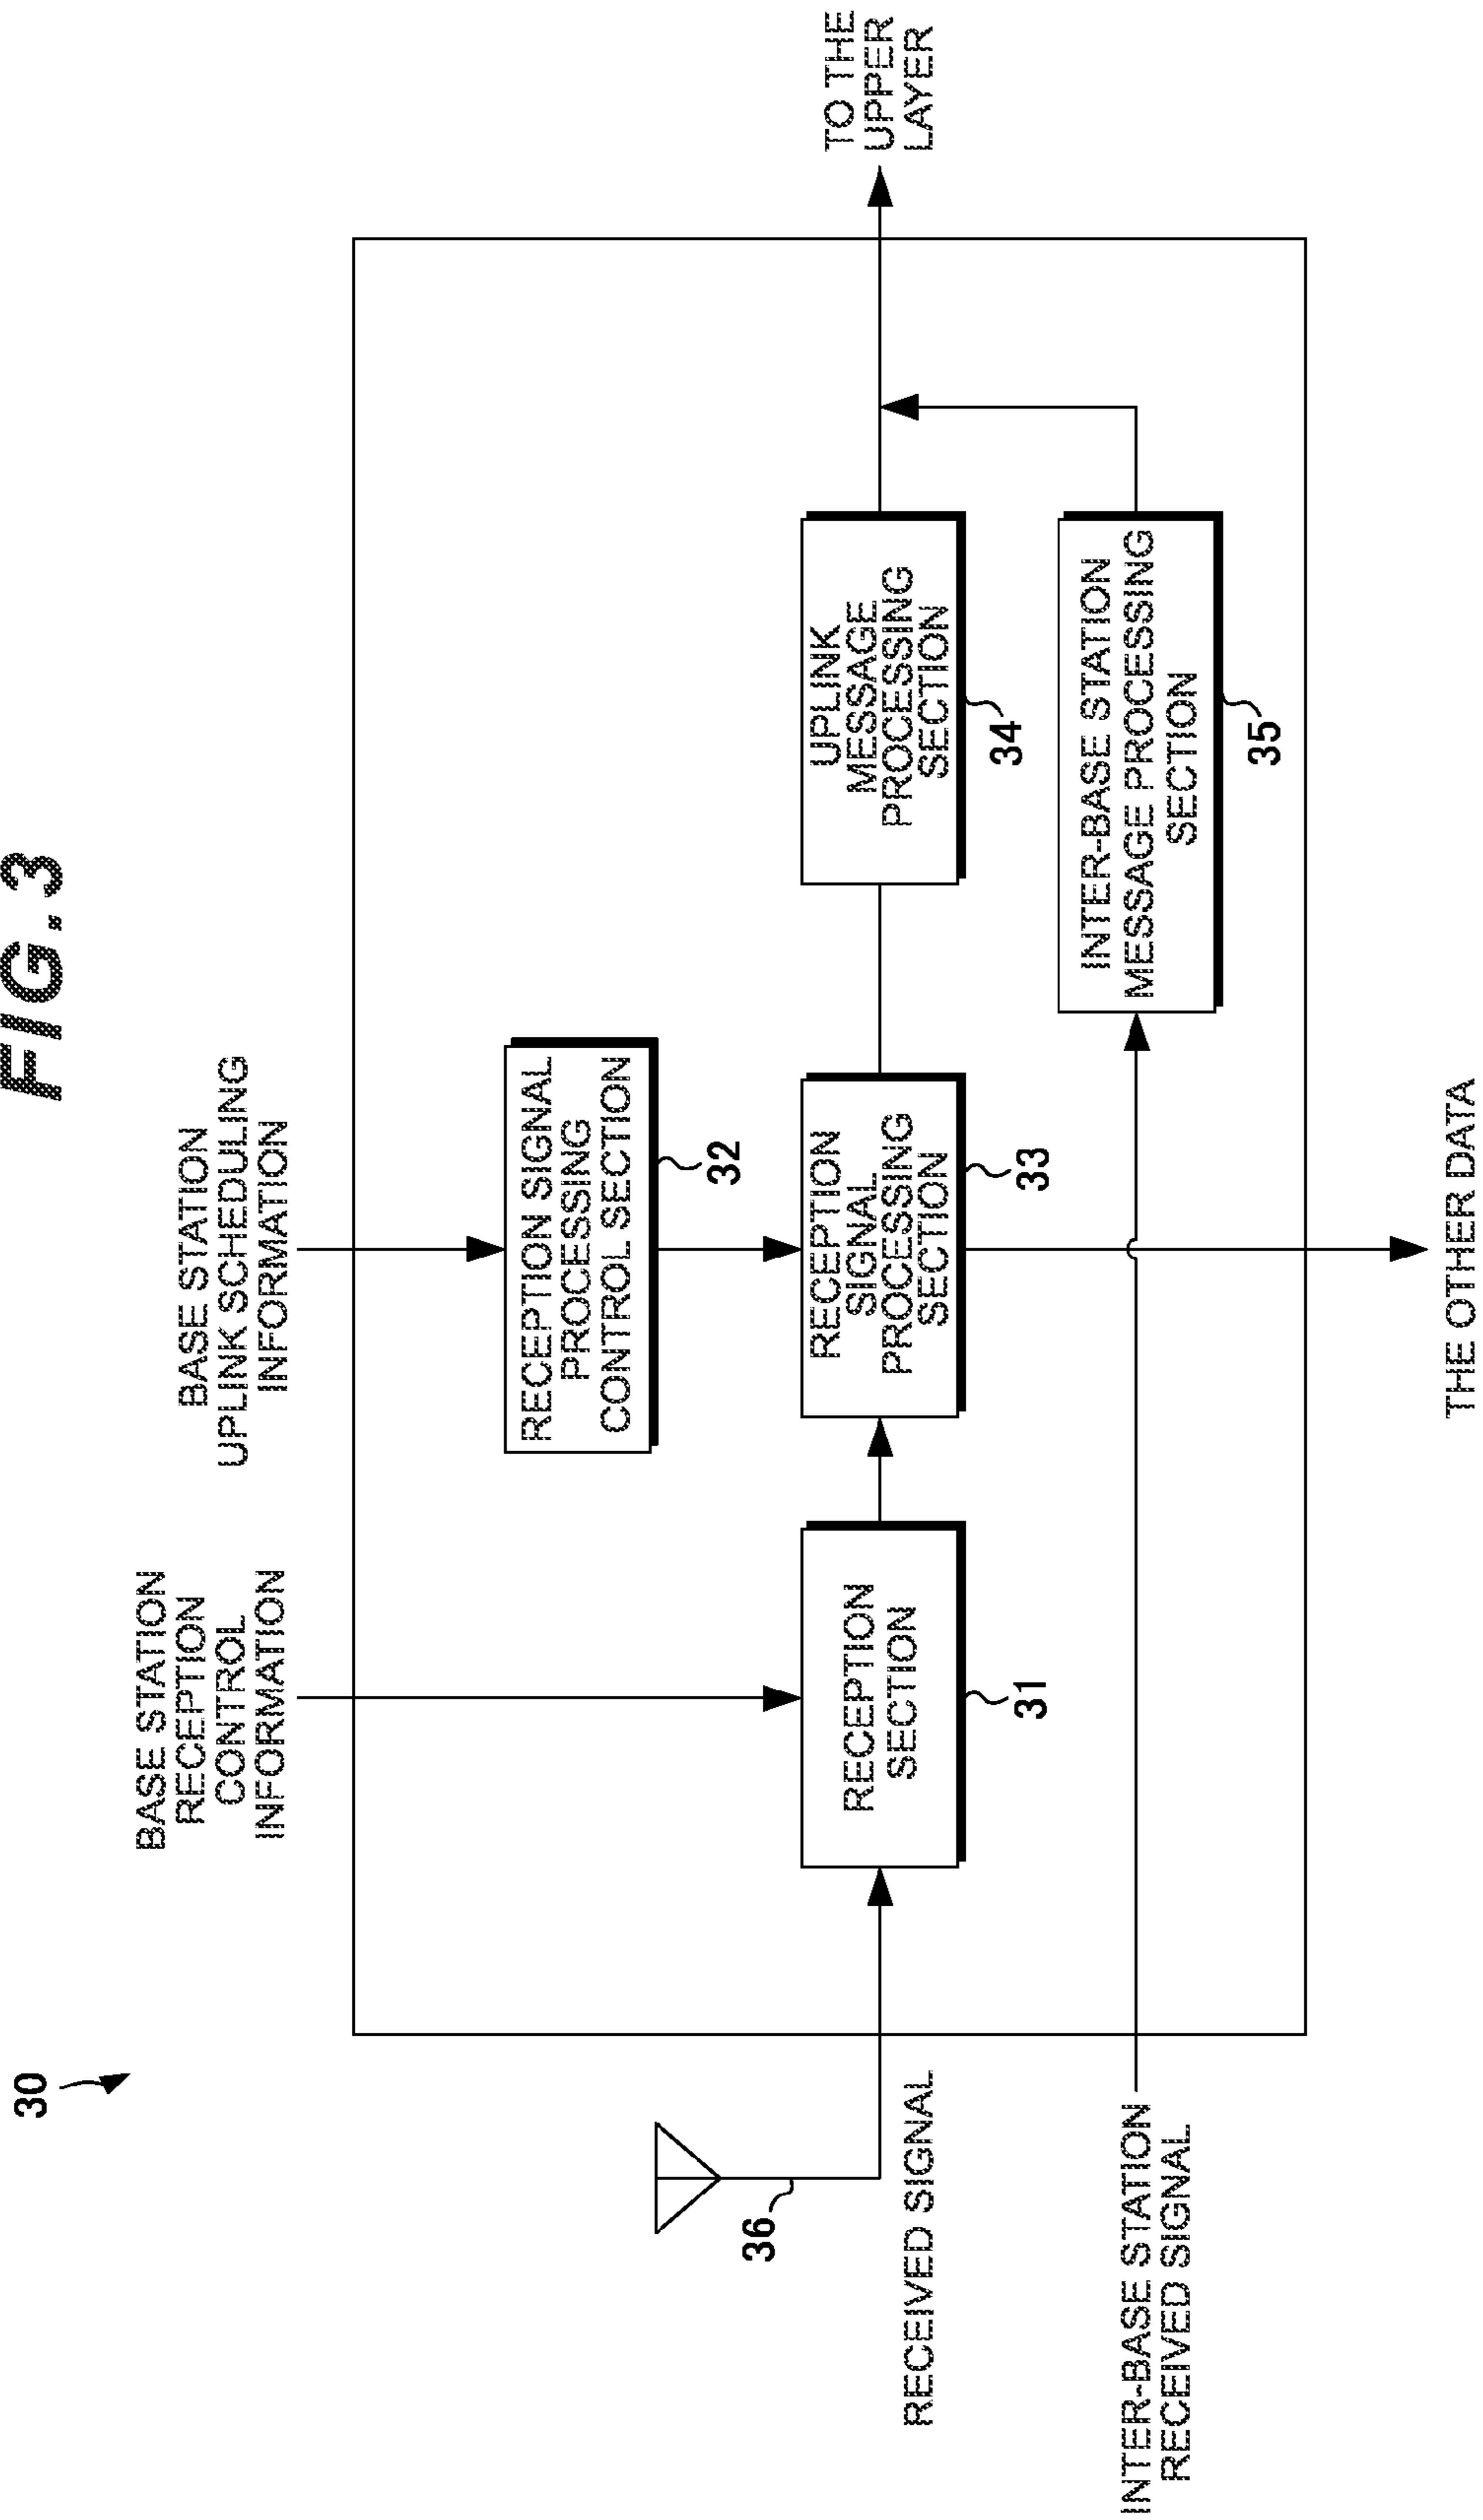 FIG. 3
30
BASE STATION
RECEPTION
CONTROL
INFORMATION
BASE STATION
UPLINK SCHEDULING
INFORMATION
RECEPTION SIGNAL
PROCESSING
CONTROL SECTION
32
36
RECEIVED SIGNAL
RECEPTION
SECTION
31
RECEPTION
SIGNAL
PROCESSING
SECTION
33
UPLINK
MESSAGE
PROCESSING
SECTION
34
TO THE
UPPER
LAYER
INTER-BASE STATION
RECEIVED SIGNAL
INTER-BASE STATION
MESSAGE PROCESSING
SECTION
35
THE OTHER DATA